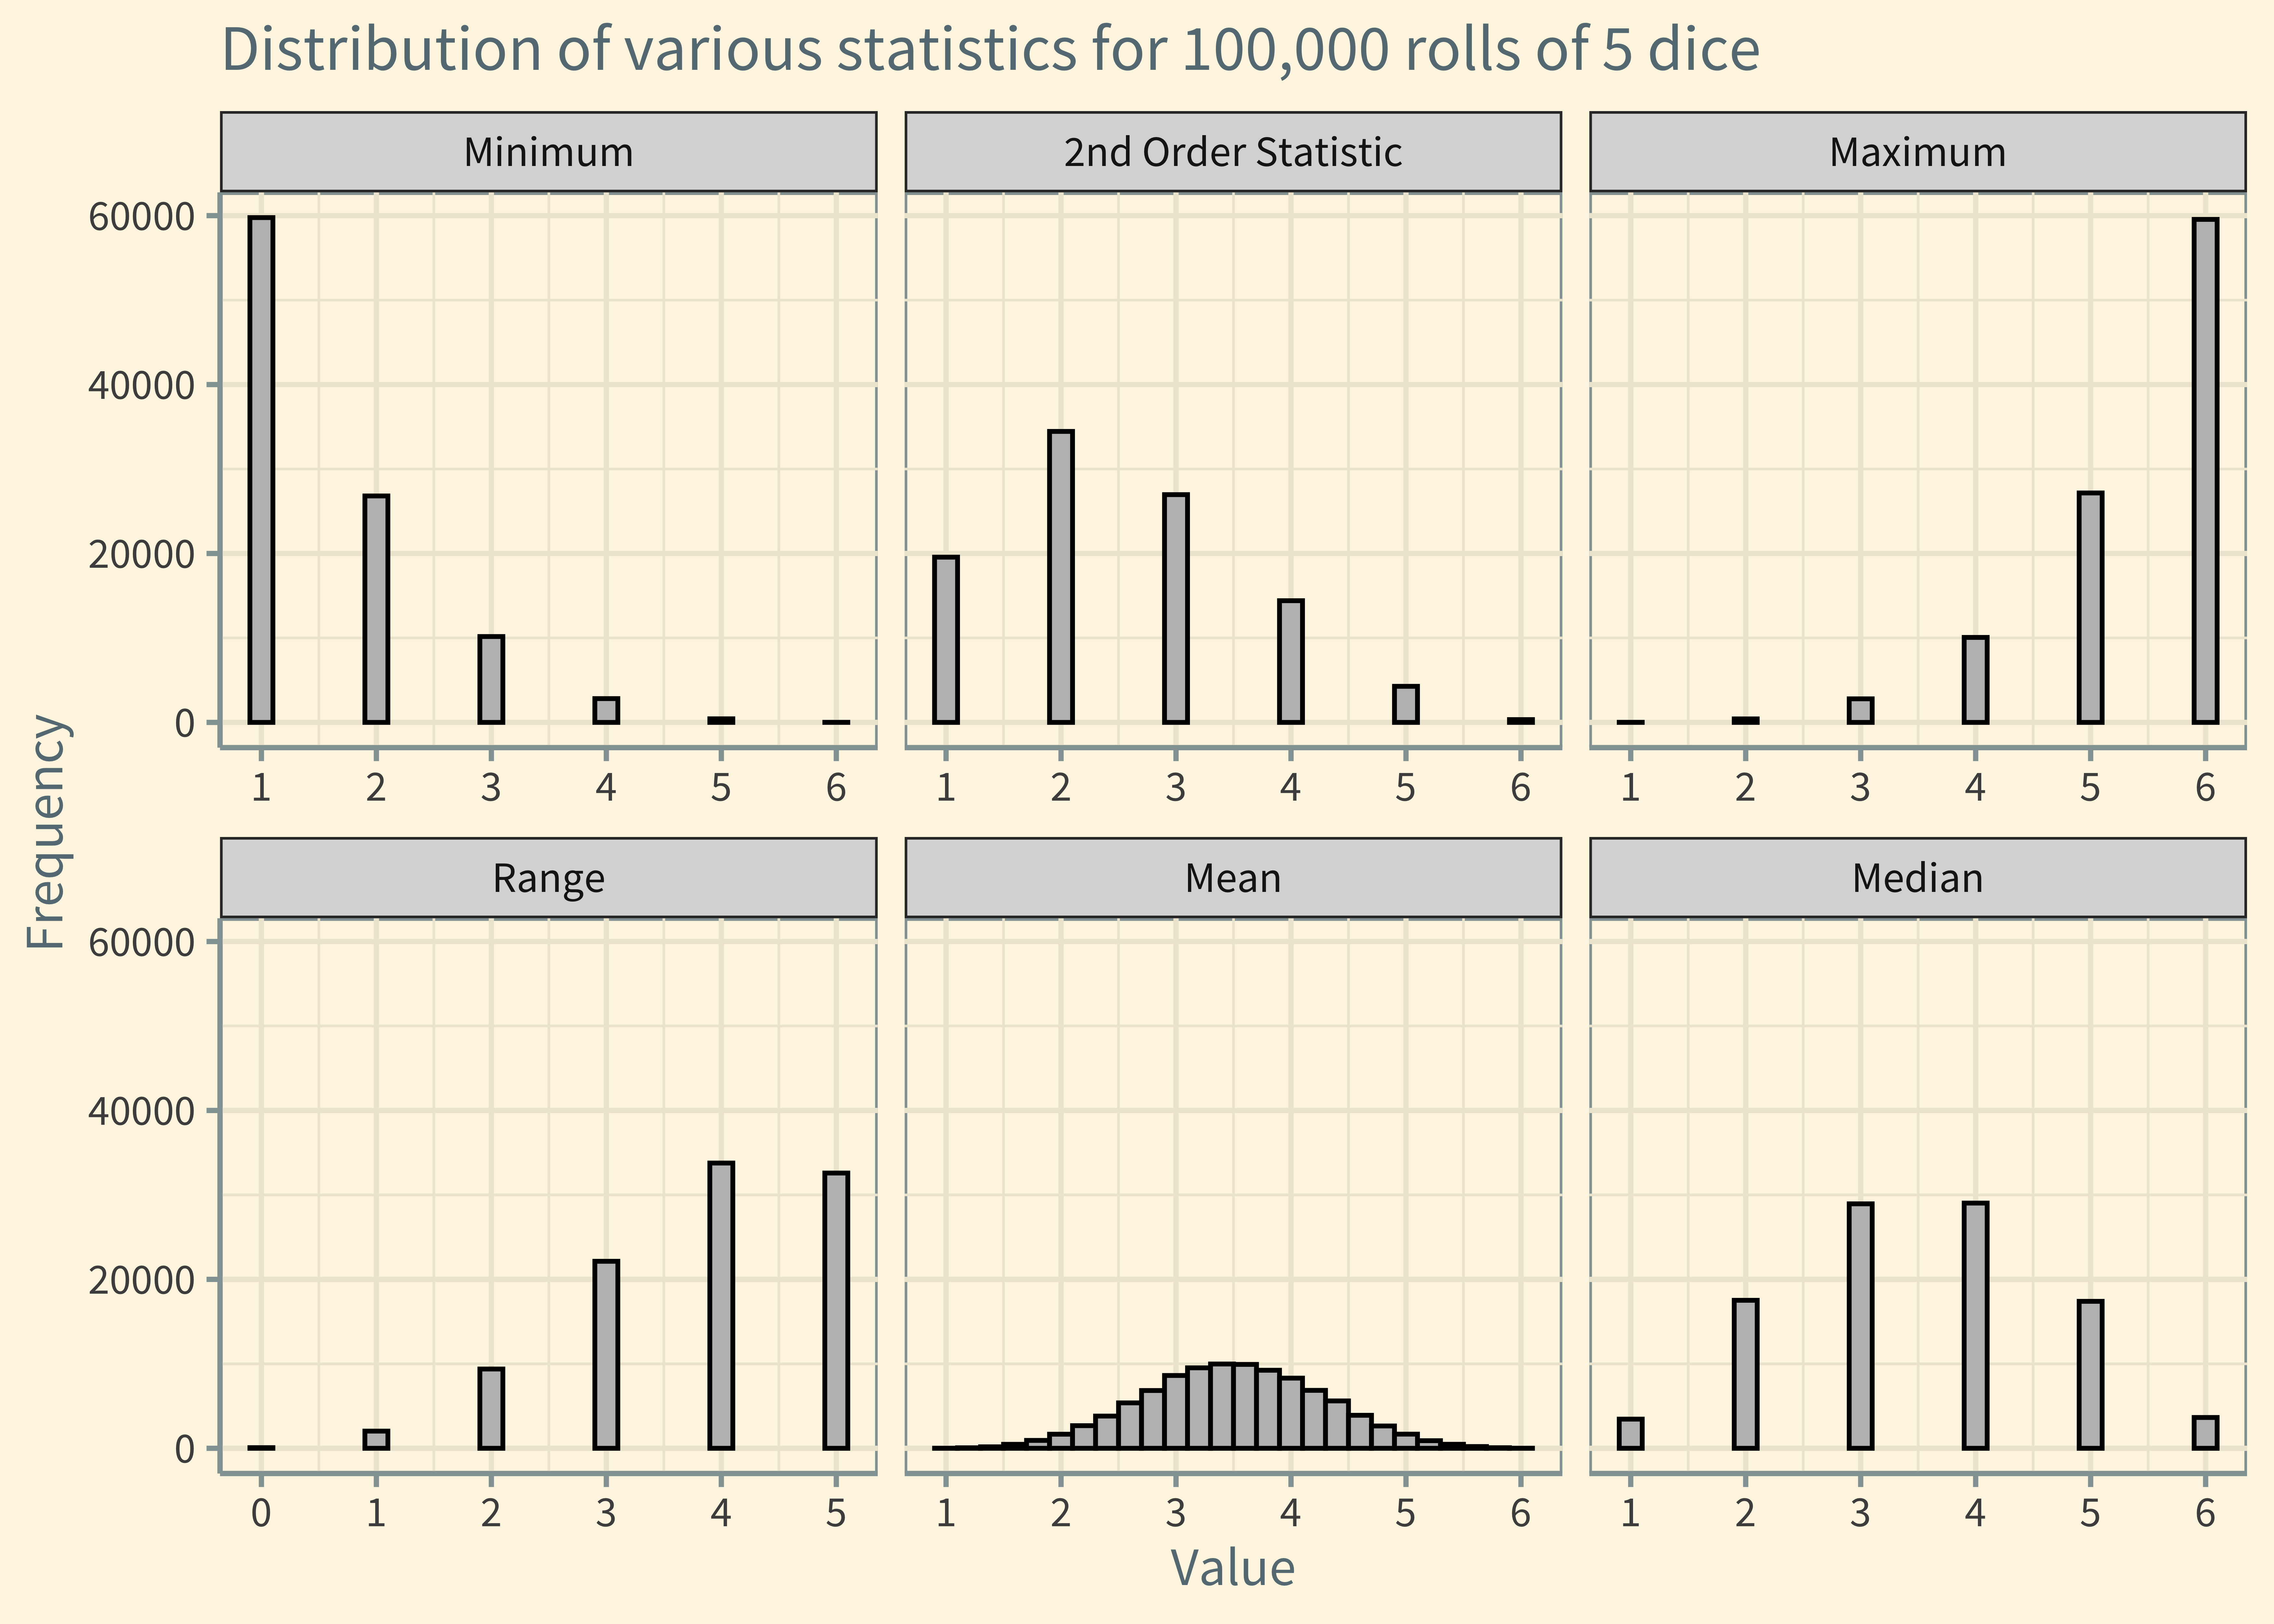 Distribution of various statistics for 100,000 rolls of 5 dice
Minimum
2nd Order Statistic
Maximum
60000
40000
20000
0
1 2 3 4 5 6
1 2 3 4 5 6
1 2 3 4 5 6
Frequency
Range
Mean
Median
60000
40000
20000
0
0 1 2 3 4 5
1 2 3 4 5 6
1 2 3 4 5 6
Value